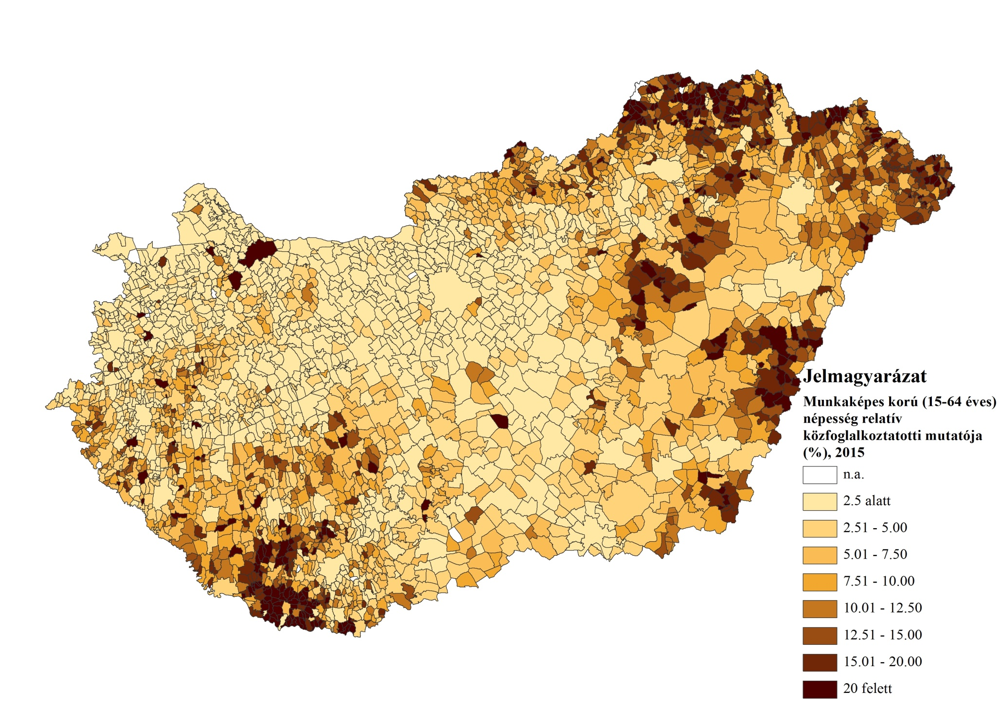 Jelmagyarázat
Munkaképes korú (15-64 éves)
népesség relatív
közfoglalkoztatotti mutatója
(%), 2015
n.a.
2.5 alatt
2.51 - 5.00
5.01 - 7.50
7.51 - 10.00
10.01 - 12.50
12.51 - 15.00
15.01 - 20.00
20 felett